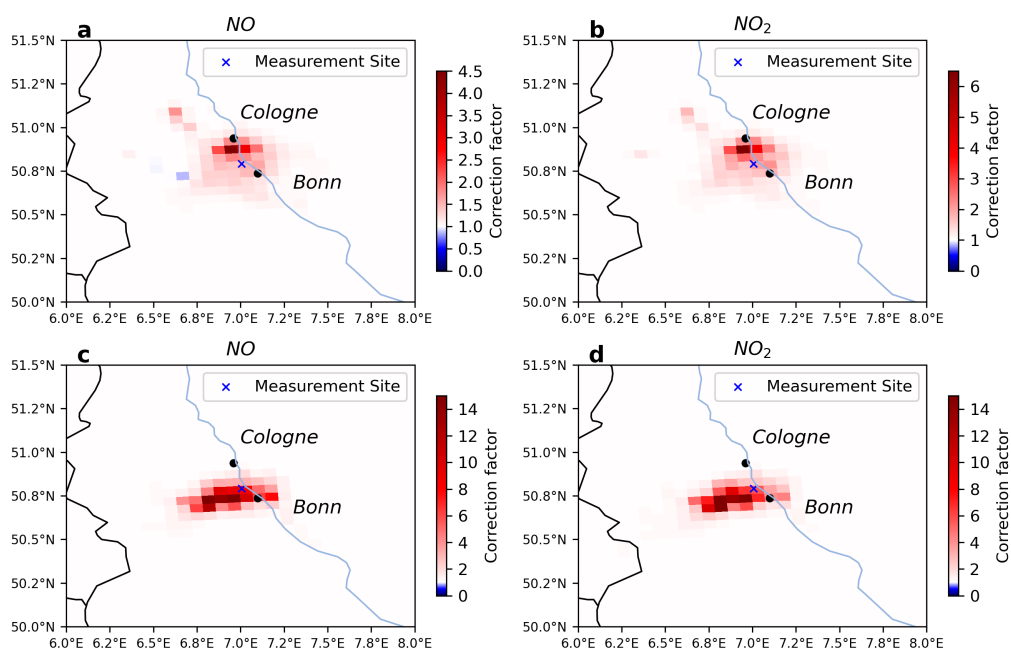 a
NO
51.5°N
51.2°N
51.0°N
50.8°N
50.5°N
50.2°N
50.0°N
Measurement Site
Cologne
Bonn
6.0°E 6.2°E 6.5°E 6.8°E 7.0°E 7.2°E 7.8°E 8.0°E
4.5
4.0
3.5
3.0
2.5
2.0
1.5
1.0
0.5
0.0
Correction factor
b
NO2
51.5°N
51.2°N
51.0°N
50.8°N
50.5°N
50.2°N
50.0°N
Measurement Site
Cologne
Bonn
6.0°E 6.2°E 6.5°E 6.8°E 7.0°E 7.2°E 7.8°E 8.0°E
6
5
4
3
2
1
0
Correction factor
c
NO
51.5°N
51.2°N
51.0°N
50.8°N
50.5°N
50.2°N
50.0°N
Measurement Site
Cologne
Bonn
6.0°E 6.2°E 6.5°E 6.8°E 7.0°E 7.2°E 7.8°E 8.0°E
14
12
10
8
6
4
2
0
Correction factor
d
NO2
51.5°N
51.2°N
51.0°N
50.8°N
50.5°N
50.2°N
50.0°N
Measurement Site
Cologne
Bonn
6.0°E 6.2°E 6.5°E 6.8°E 7.0°E 7.2°E 7.8°E 8.0°E
14
12
10
8
6
4
2
0
Correction factor